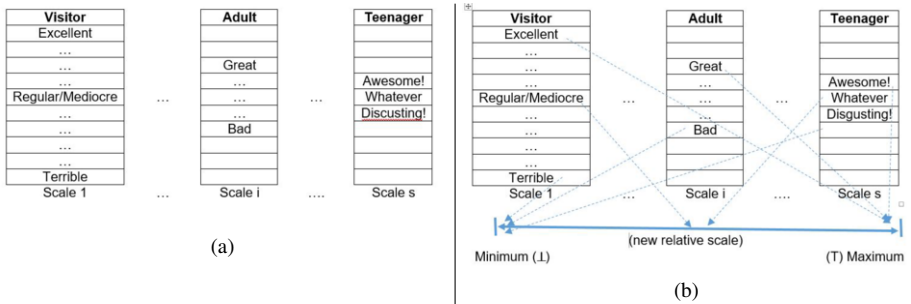 Visitor Adult Teenager
Excellent
...
... Great
... Awesome!
Regular/Mediocre ... ... ... Whatever
... ... Discusting!
... Bad
...
...
Terrible
Scale 1 ... Scale i .... Scale s
(a)
Visitor Adult Teenager
Excellent
...
... Great
... Awesome!
Regular/Mediocre ... ... ... Whatever
... ... Disgusting!
... Bad
...
...
Terrible
Scale 1 ... Scale i .... Scale s
(new relative scale)
Minimum (⊥) (T) Maximum
(b)